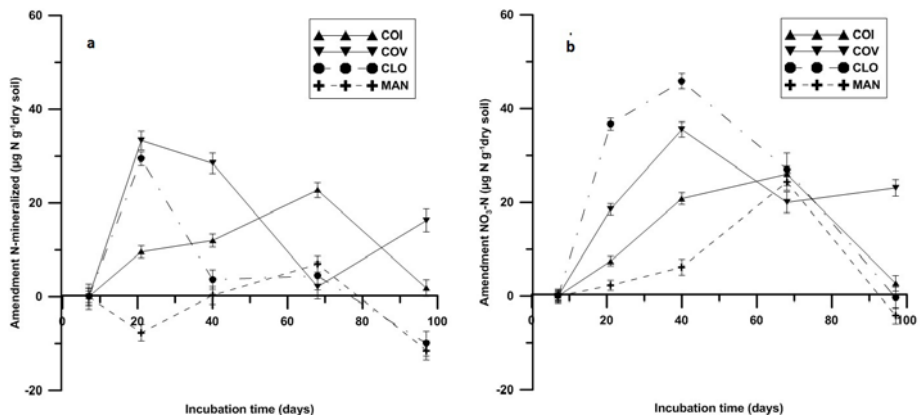 a
COI
COV
CLO
MAN
60
40
20
0
-20
0 20 40 60 80 100
Amendment N-mineralized (µg N g⁻¹dry soil)
Incubation time (days)
b
COI
COV
CLO
MAN
60
40
20
0
-20
0 20 40 60 80 100
Amendment NO₃-N (µg N g⁻¹dry soil)
Incubation time (days)